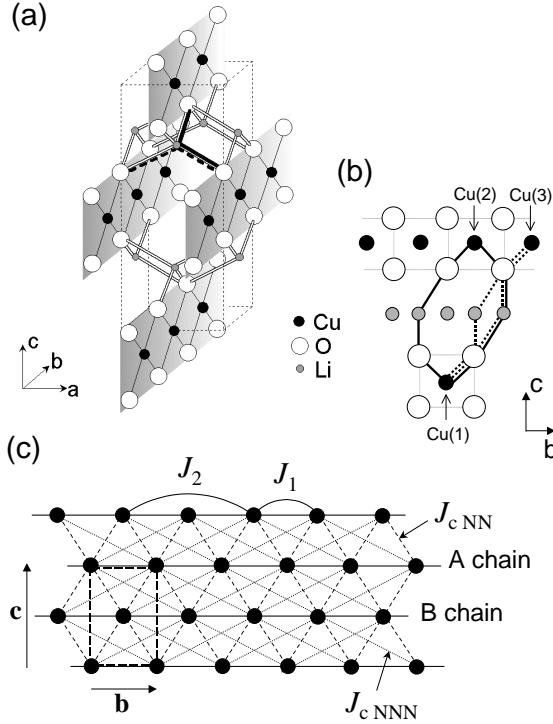 (a)
c
b
a
Cu
O
Li
(b)
Cu(2)
Cu(3)
Cu(1)
c
b
(c)
J2
J1
Jc NN
A chain
B chain
c
b
Jc NNN